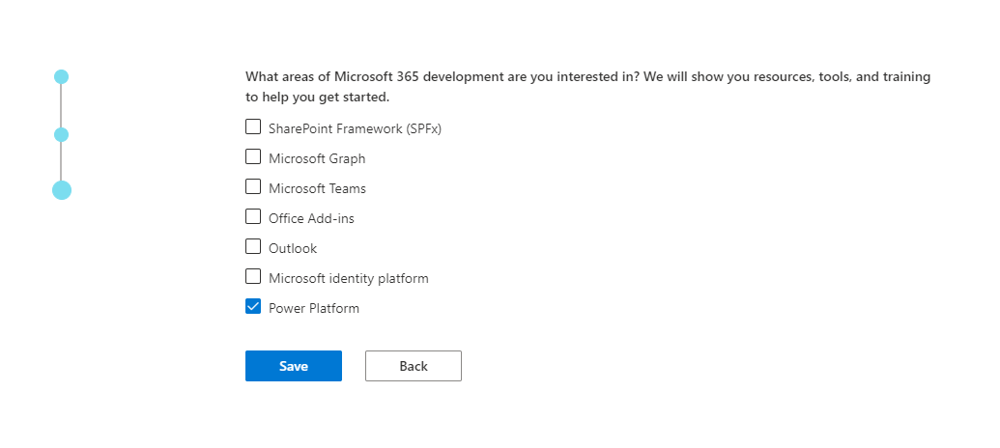 What areas of Microsoft 365 development are you interested in? We will show you resources, tools, and training
to help you get started.
SharePoint Framework (SPFx)
Microsoft Graph
Microsoft Teams
Office Add-ins
Outlook
Microsoft identity platform
Power Platform
Save Back